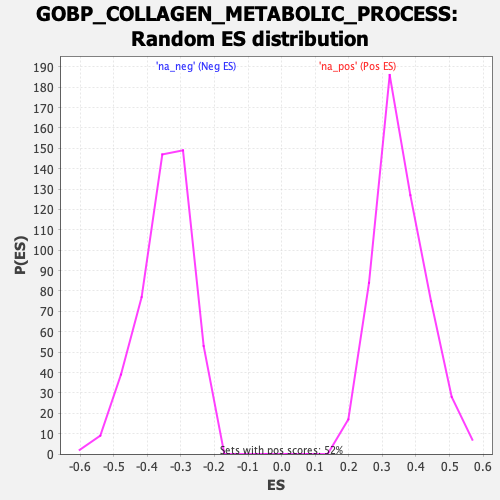 GOBP_COLLAGEN_METABOLIC_PROCESS:
Random ES distribution
'na_neg' (Neg ES)
'na_pos' (Pos ES)
190
180
170
160
150
140
130
120
110
100
90
80
70
60
50
40
30
20
10
0
P(ES)
Sets with pos scores: 52%
-0.6 -0.5 -0.4 -0.3 -0.2 -0.1 0.0 0.1 0.2 0.3 0.4 0.5 0.6
ES